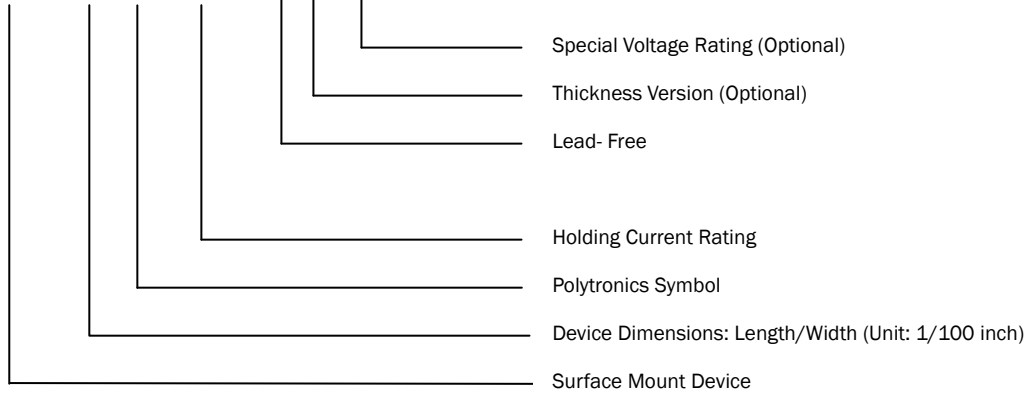 Special Voltage Rating (Optional)
Thickness Version (Optional)
Lead- Free
Holding Current Rating
Polytronics Symbol
Device Dimensions: Length/Width (Unit: 1/100 inch)
Surface Mount Device